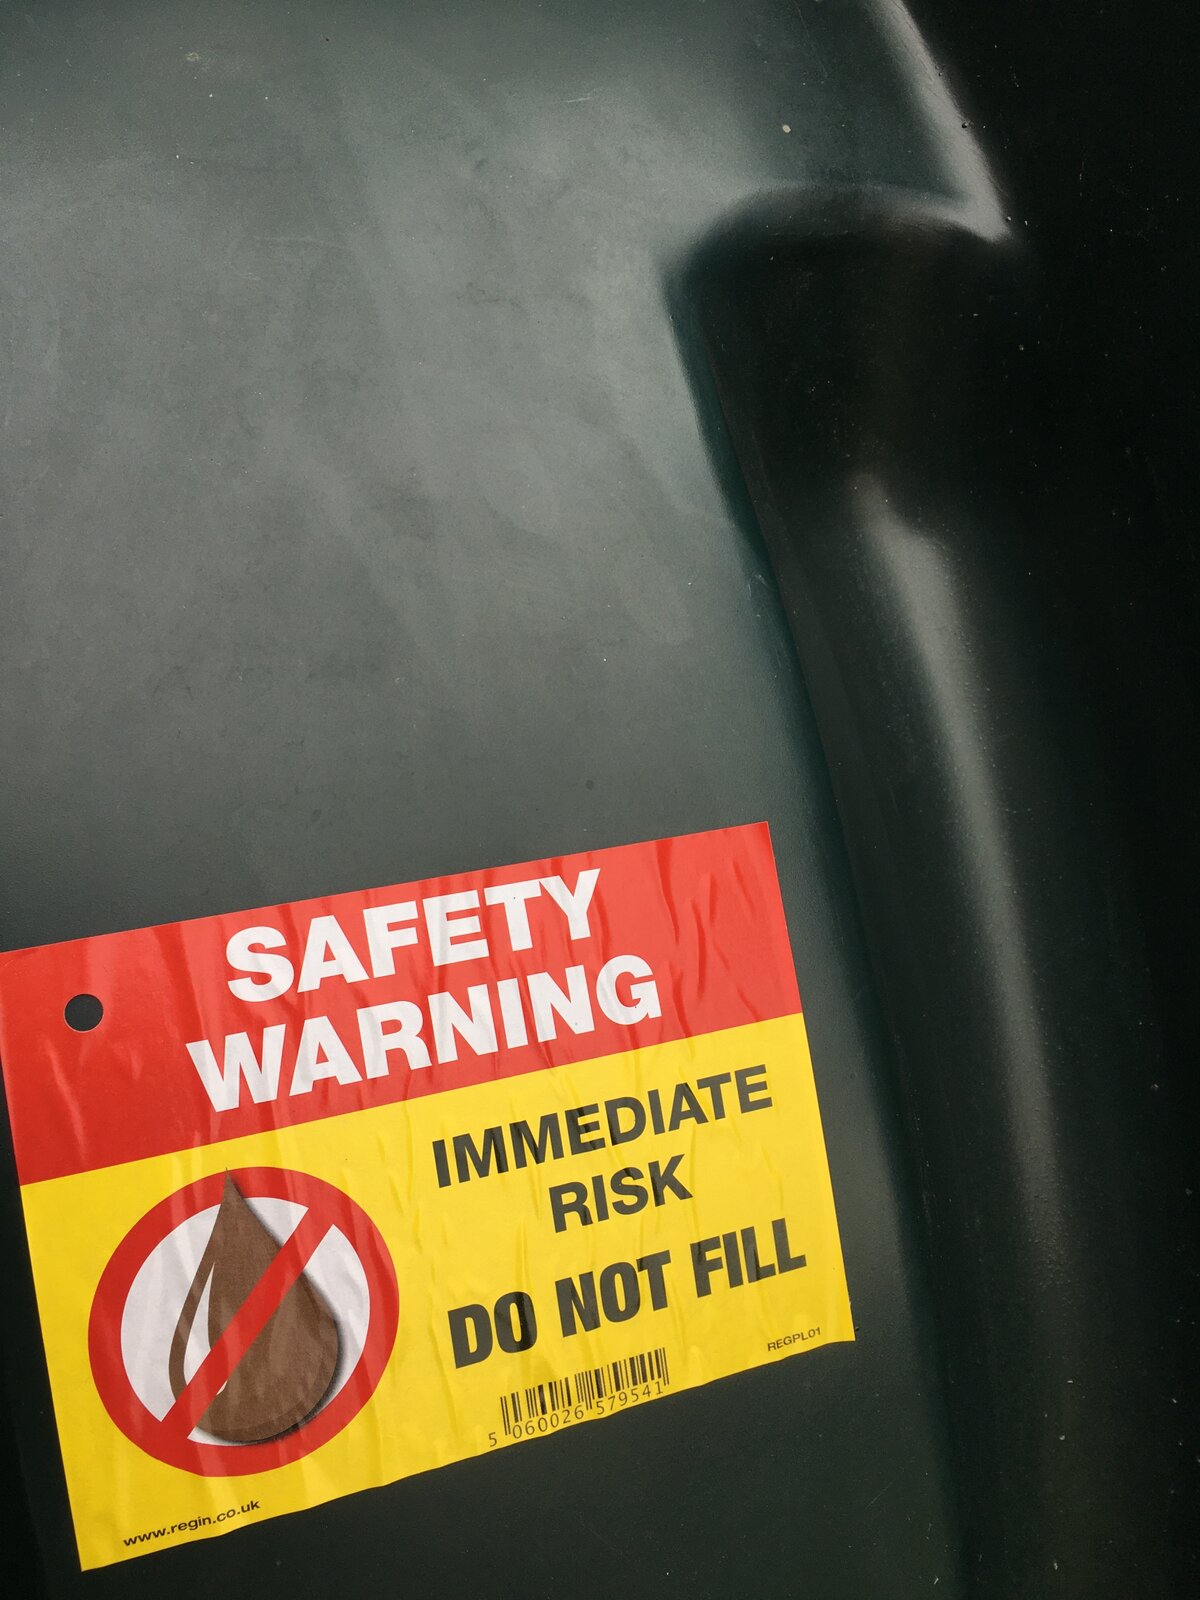 SAFETY
WARNING
IMMEDIATE
RISK
DO NOT FILL
REGPL01
5 060026 579541
www.regin.co.uk